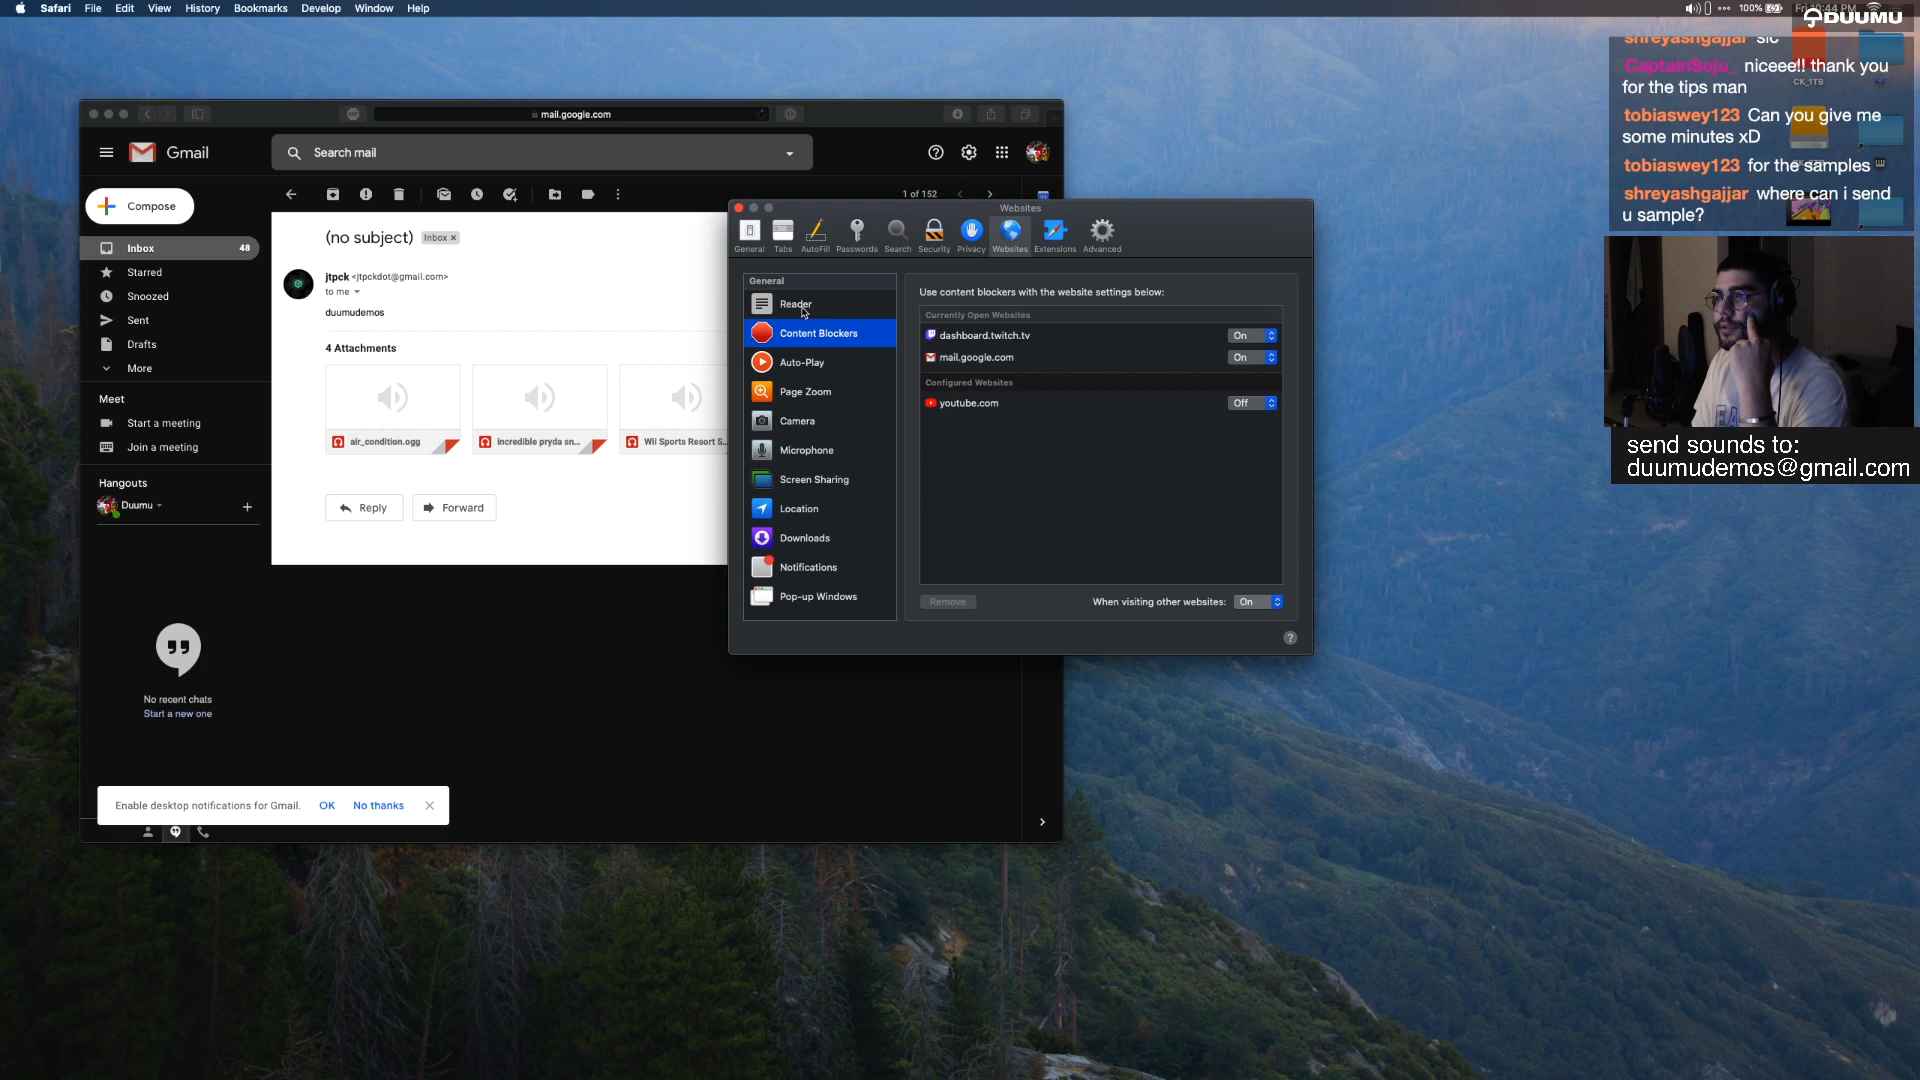 Safari File Edit View History Bookmarks Develop Window Help
100%
DUUMU
shreyashgajjar sic
CaptainSoju_ niceee!! thank you
for the tips man
tobiaswey123 Can you give me
some minutes xD
tobiaswey123 for the samples
shreyashgajjar where can i send
u sample?
CK_1TB
send sounds to:
duumudemos@gmail.com
mail.google.com
Gmail
Search mail
Compose
1 of 152
Inbox 48
Starred
Snoozed
Sent
Drafts
More
Meet
Start a meeting
Join a meeting
Hangouts
Duumu
No recent chats
Start a new one
(no subject) Inbox x
jtpck <jtpckdot@gmail.com>
to me
duumudemos
4 Attachments
air_condition.ogg
incredible pryda sn...
Wii Sports Resort S...
Reply
Forward
Enable desktop notifications for Gmail. OK No thanks
Websites
General Tabs AutoFill Passwords Search Security Privacy Websites Extensions Advanced
General
Reader
Content Blockers
Auto-Play
Page Zoom
Camera
Microphone
Screen Sharing
Location
Downloads
Notifications
Pop-up Windows
Use content blockers with the website settings below:
Currently Open Websites
dashboard.twitch.tv On
mail.google.com On
Configured Websites
youtube.com Off
Remove
When visiting other websites: On
?